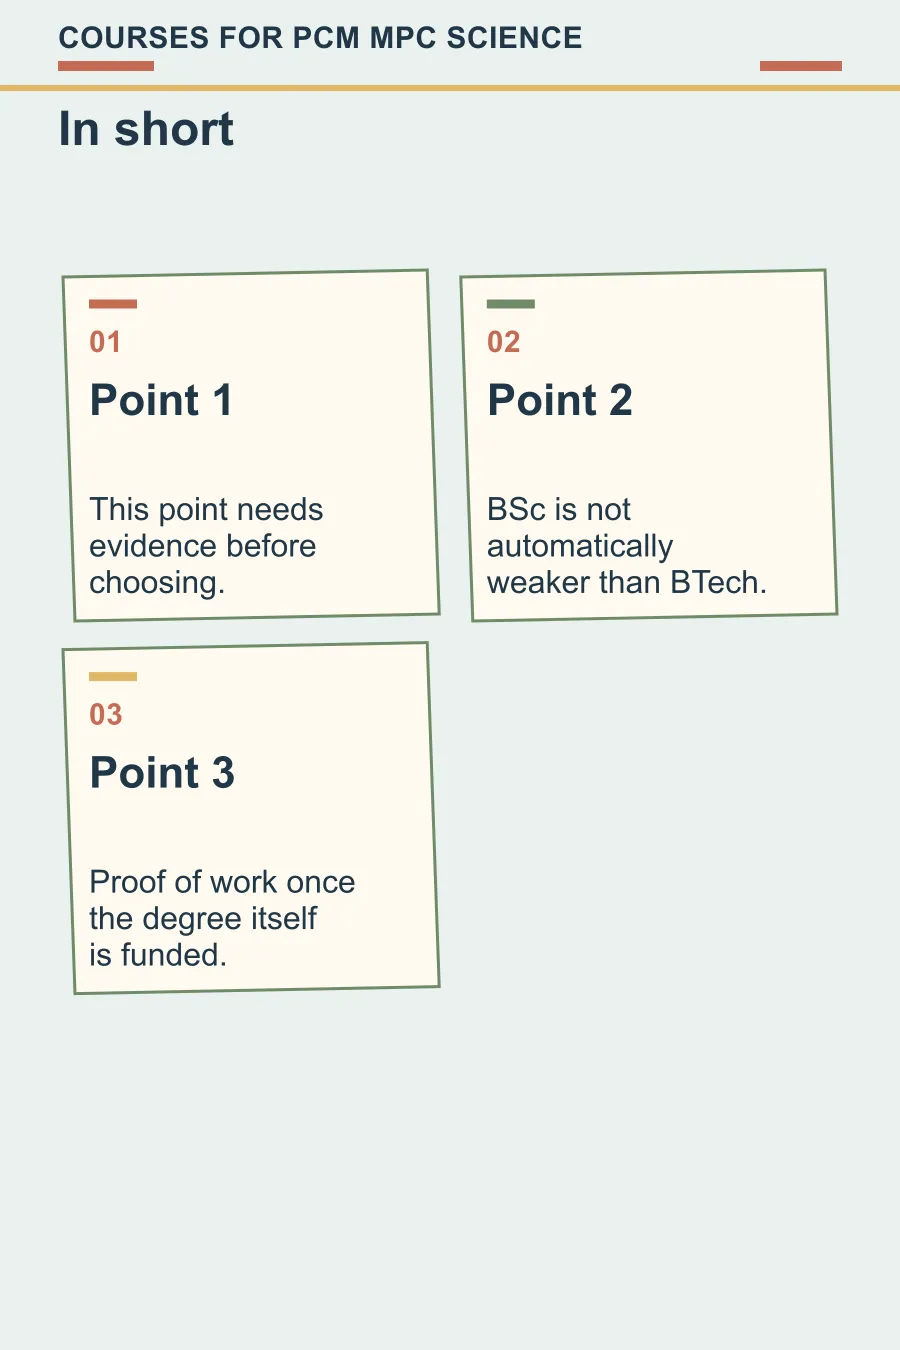 COURSES FOR PCM MPC SCIENCE
In short
01
Point 1
This point needs
evidence before
choosing.
02
Point 2
BSc is not
automatically
weaker than BTech.
03
Point 3
Proof of work once
the degree itself
is funded.